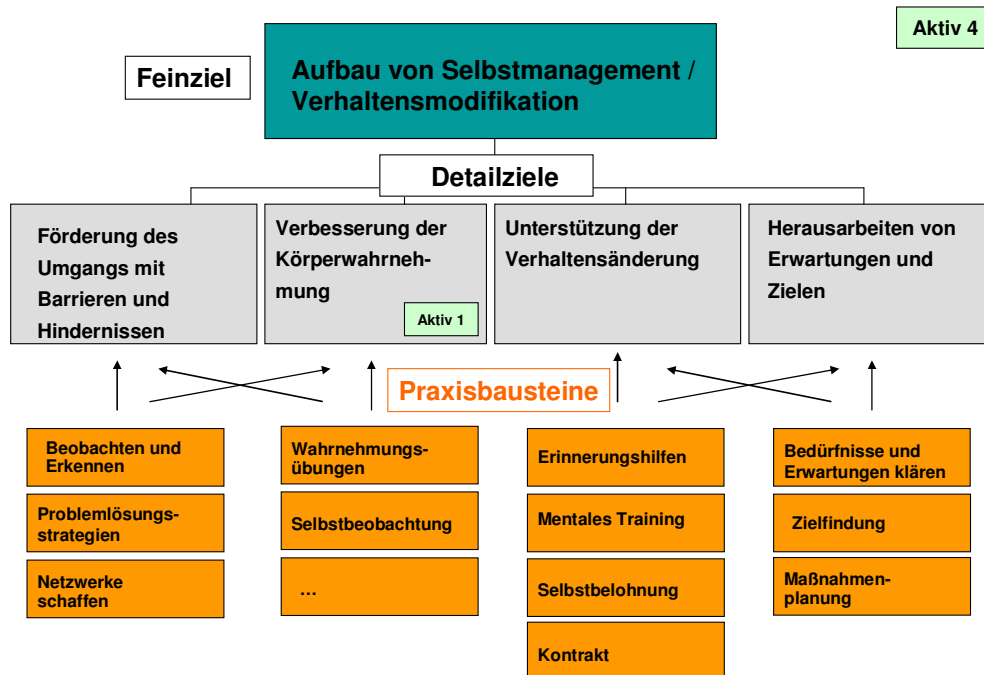 Aktiv 4
Feinziel
Aufbau von Selbstmanagement /
Verhaltensmodifikation
Detailziele
Förderung des
Umgangs mit
Barrieren und
Hindernissen
Verbesserung der
Körperwahrneh-
mung
Aktiv 1
Unterstützung der
Verhaltensänderung
Herausarbeiten von
Erwartungen und
Zielen
Praxisbausteine
Beobachten und
Erkennen
Problemlösungs-
strategien
Netzwerke
schaffen
Wahrnehmungs-
übungen
Selbstbeobachtung
...
Erinnerungshilfen
Mentales Training
Selbstbelohnung
Kontrakt
Bedürfnisse und
Erwartungen klären
Zielfindung
Maßnahmen-
planung